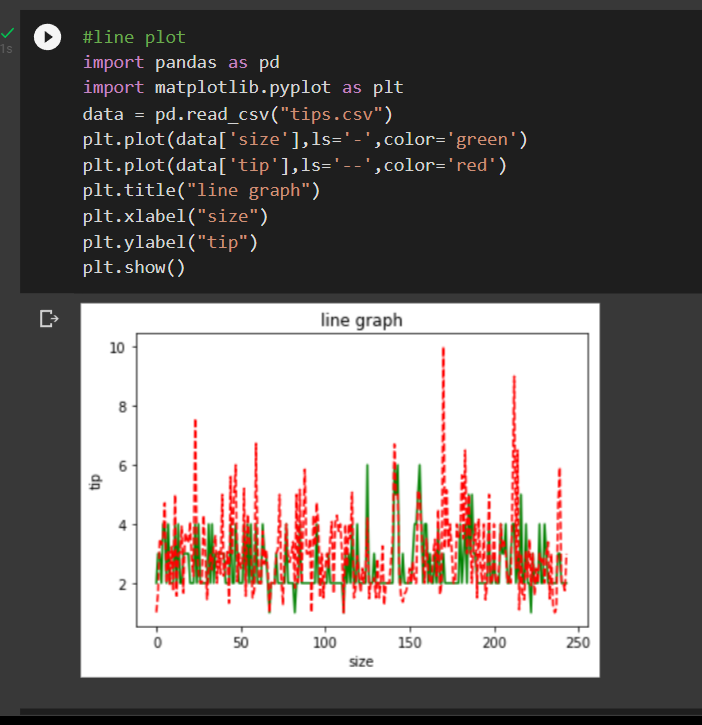 #line plot
1s
import pandas as pd
import matplotlib.pyplot as plt
data = pd.read_csv("tips.csv")
plt.plot(data['size'],ls='-',color='green')
plt.plot(data['tip'],ls='--',color='red')
plt.title("line graph")
plt.xlabel("size")
plt.ylabel("tip")
plt.show()
line graph
10
8
6
4
2
tip
0 50 100 150 200 250
size